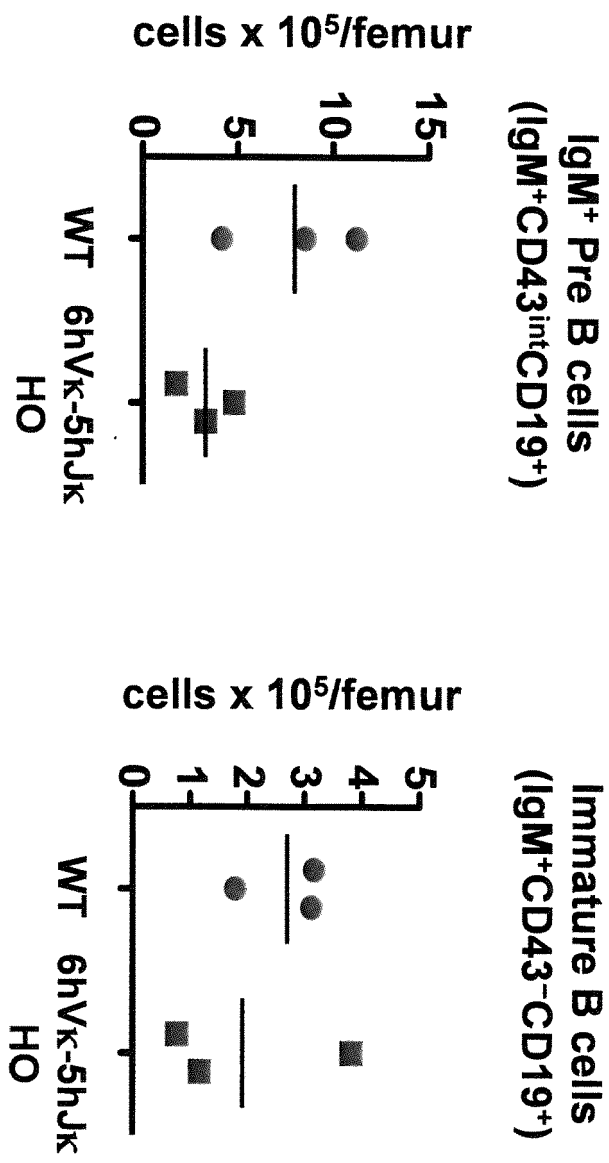 IgM⁺ Pre B cells
(IgM⁺CD43ⁱⁿᵗCD19⁺)
cells x 10⁵/femur
15
10
5
0
WT 6hVκ-5hJκ
HO
Immature B cells
(IgM⁺CD43⁻CD19⁺)
cells x 10⁵/femur
5
4
3
2
1
0
WT 6hVκ-5hJκ
HO